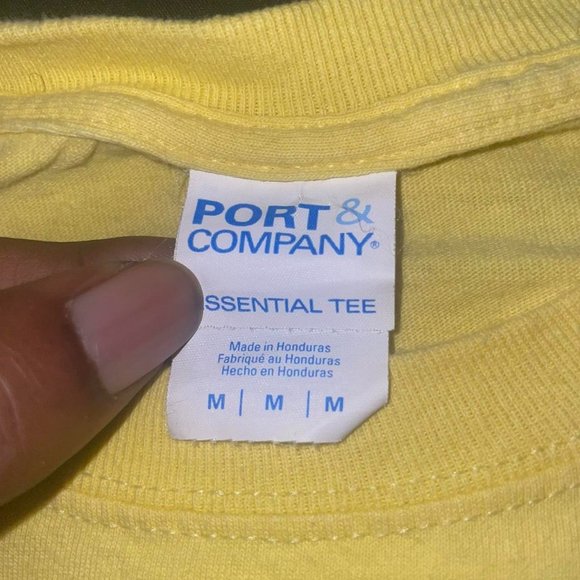 PORT &
COMPANY®
SSENTIAL TEE
Made in Honduras
Fabriqué au Honduras
Hecho en Honduras
M | M | M